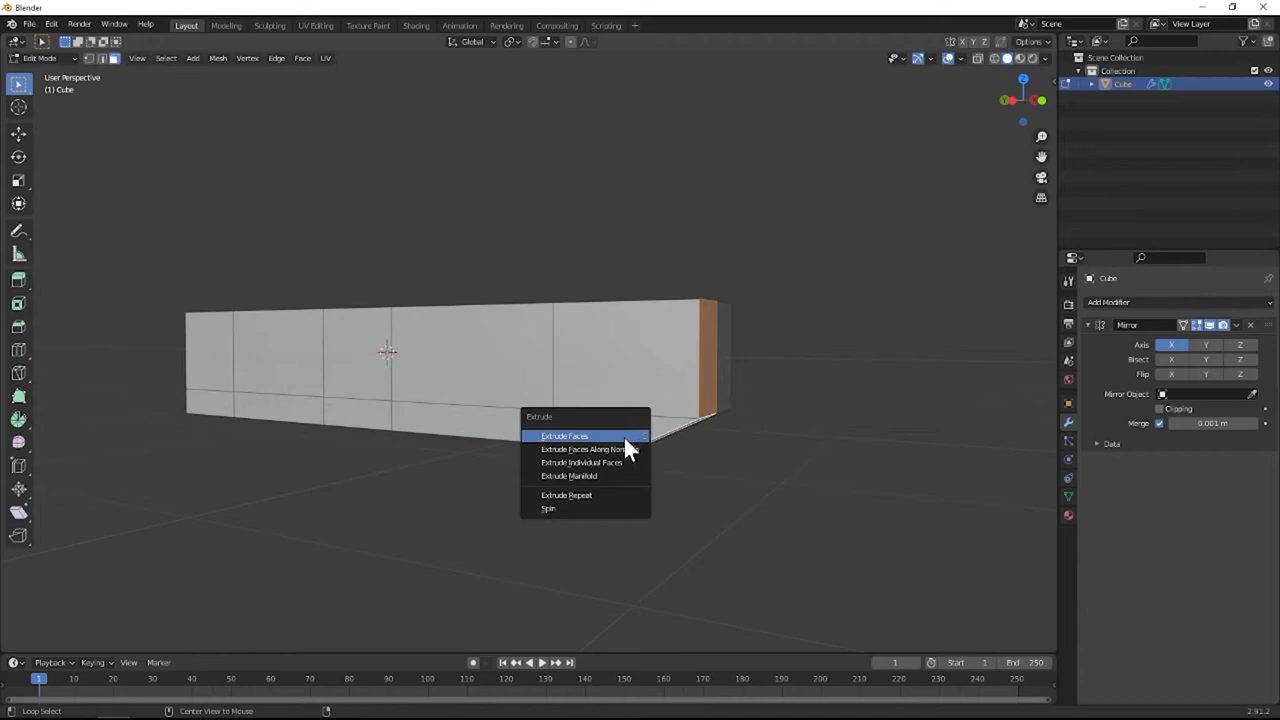 Blender
File Edit Render Window Help Layout Modeling Sculpting UV Editing Texture Paint Shading Animation Rendering Compositing Scripting + Scene View Layer
Global Options X Y Z
Edit Mode View Select Add Mesh Vertex Edge Face UV
Scene Collection
Collection
Cube
User Perspective
(1) Cube
Z
Cube
Add Modifier
Mirror
Axis X Y Z
Bisect X Y Z
Flip X Y Z
Mirror Object
Clipping
Merge 0.001 m
Data
Extrude
Extrude Faces
Extrude Faces Along
Extrude Individual Faces
Extrude Manifold
Extrude Repeat
Spin
Playback Keying View Marker 1 Start 1 End 250
1 10 20 30 40 50 60 70 80 90 100 110 120 130 140 150 160 170 180 190 200 210 220 230 240 250
Loop Select Center View to Mouse 2.91.2